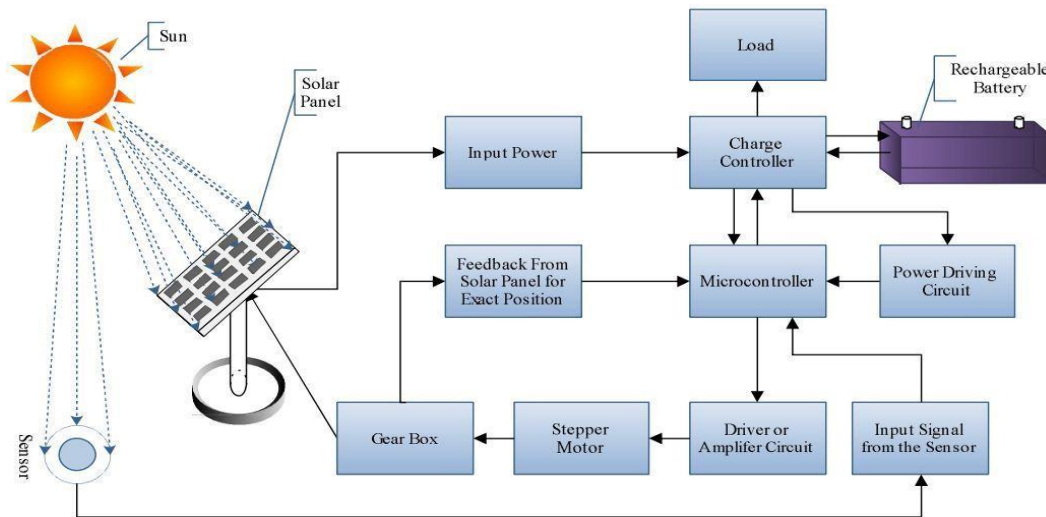 Sun
Solar
Panel
Load
Rechargeable
Battery
Input Power
Charge
Controller
Feedback From
Solar Panel for
Exact Position
Microcontroller
Power Driving
Circuit
Gear Box
Stepper
Motor
Driver or
Amplifer Circuit
Input Signal
from the Sensor
Sensor